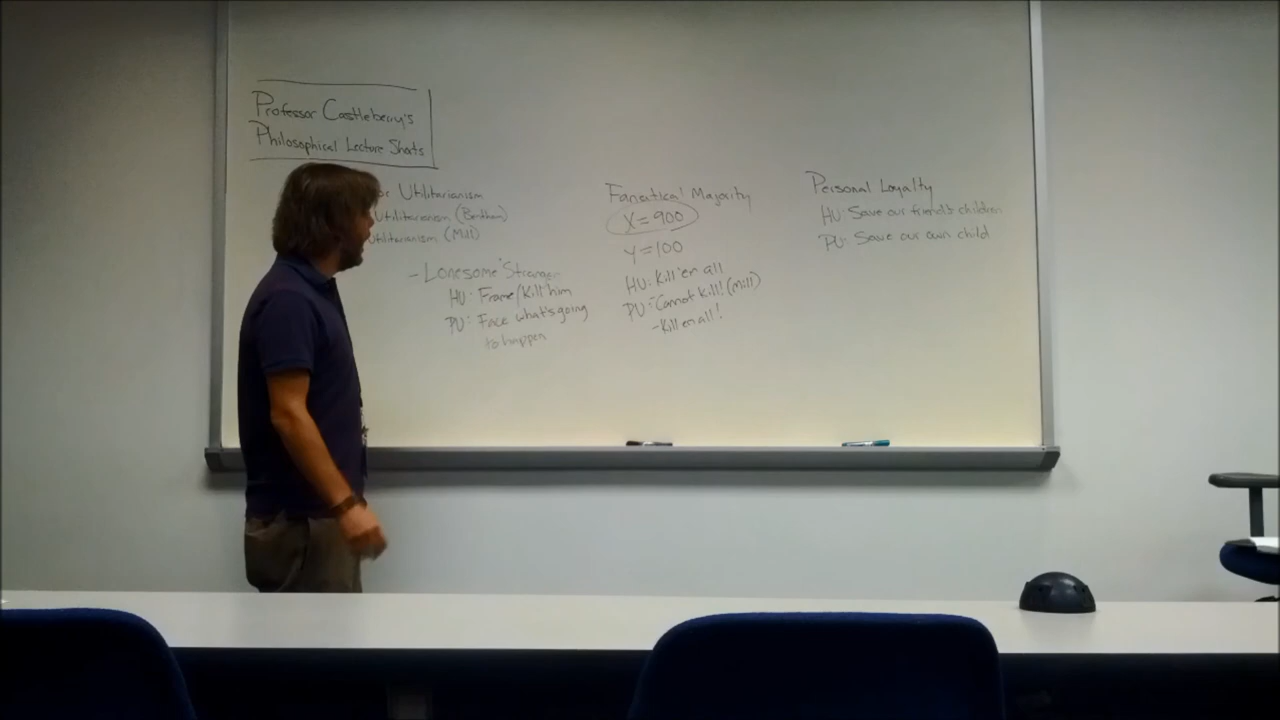 Professor Castleberry's
Philosophical Lecture Shorts
or Utilitarianism
Utilitarianism (Bentham)
Utilitarianism (Mill)
- Lonesome Stranger
HU: Frame/Kill him
PU: Face what's going
to happen
Fanatical Majority
X=900
Y=100
HU: Kill 'em all
PU: -Cannot kill! (Mill)
-Kill em all!
Personal Loyalty
HU: Save our friend's children
PU: Save our own child